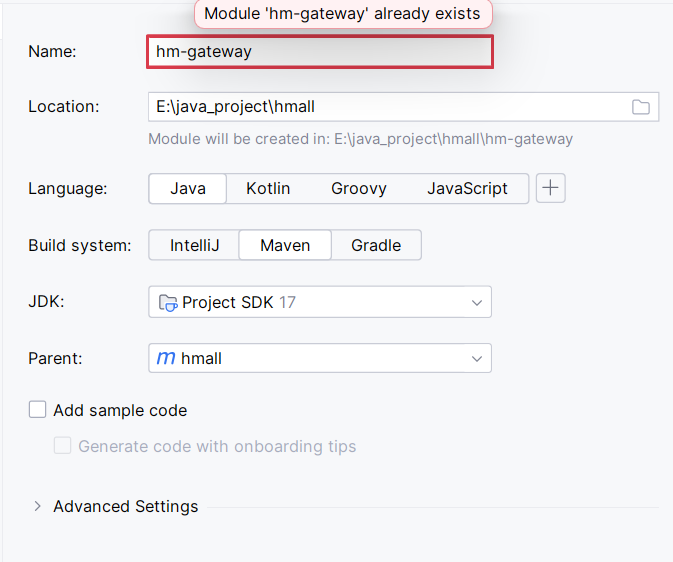 Module 'hm-gateway' already exists
Name: hm-gateway
Location: E:\java_project\hmall
Module will be created in: E:\java_project\hmall\hm-gateway
Language: Java Kotlin Groovy JavaScript
Build system: IntelliJ Maven Gradle
JDK: Project SDK 17
Parent: m hmall
Add sample code
Generate code with onboarding tips
Advanced Settings